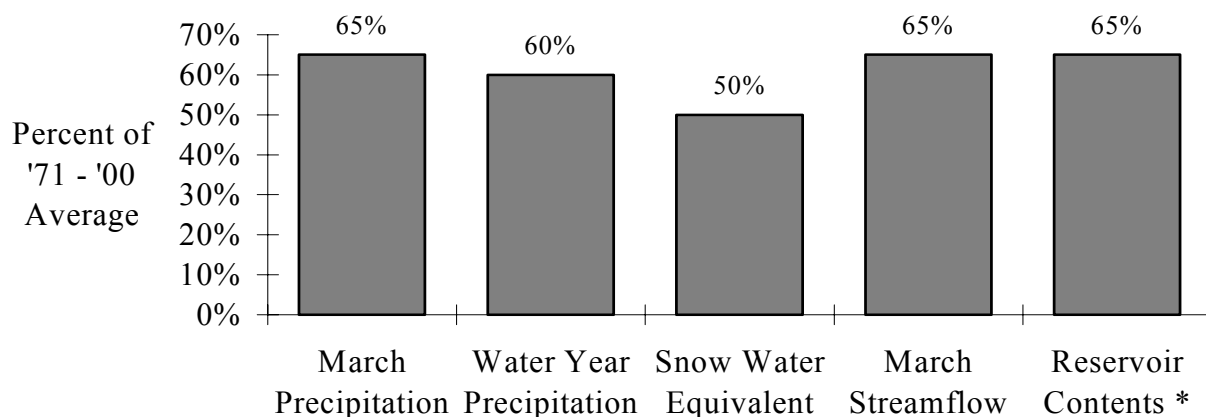 65%
60%
50%
65%
65%
70%
60%
50%
40%
30%
20%
10%
0%
Percent of
'71 - '00
Average
March
Precipitation
Water Year
Precipitation
Snow Water
Equivalent
March
Streamflow
Reservoir
Contents *